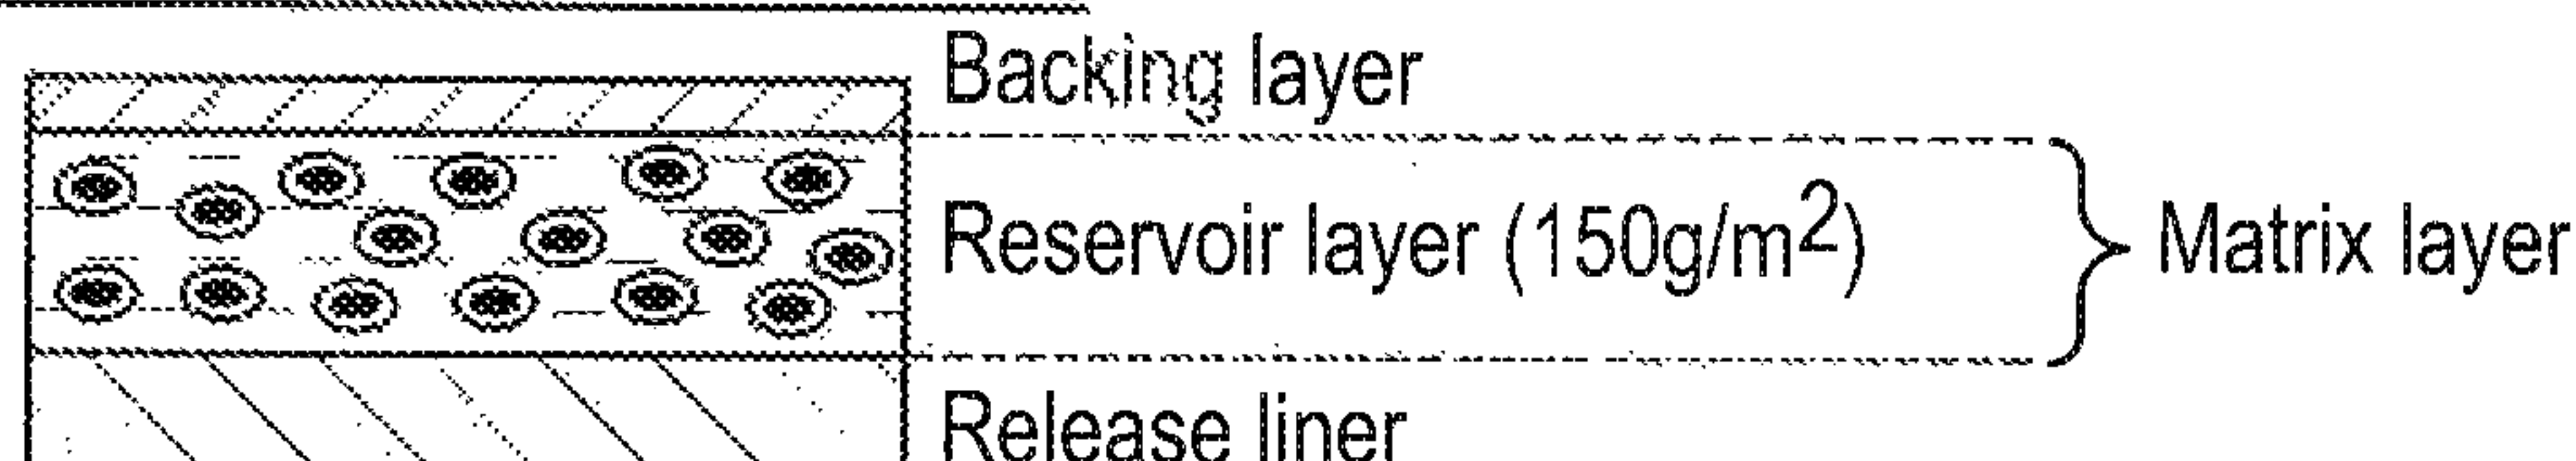 Backing layer
Reservoir layer (150g/m²)
Matrix layer
Release liner